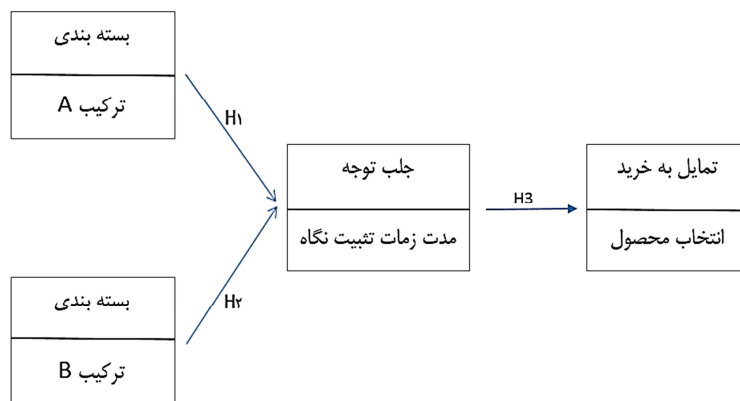 بسته بندی
ترکیب A
H۱
جلب توجه
مدت زمات تثبیت نگاه
H3
تمایل به خرید
انتخاب محصول
بسته بندی
ترکیب B
H۲